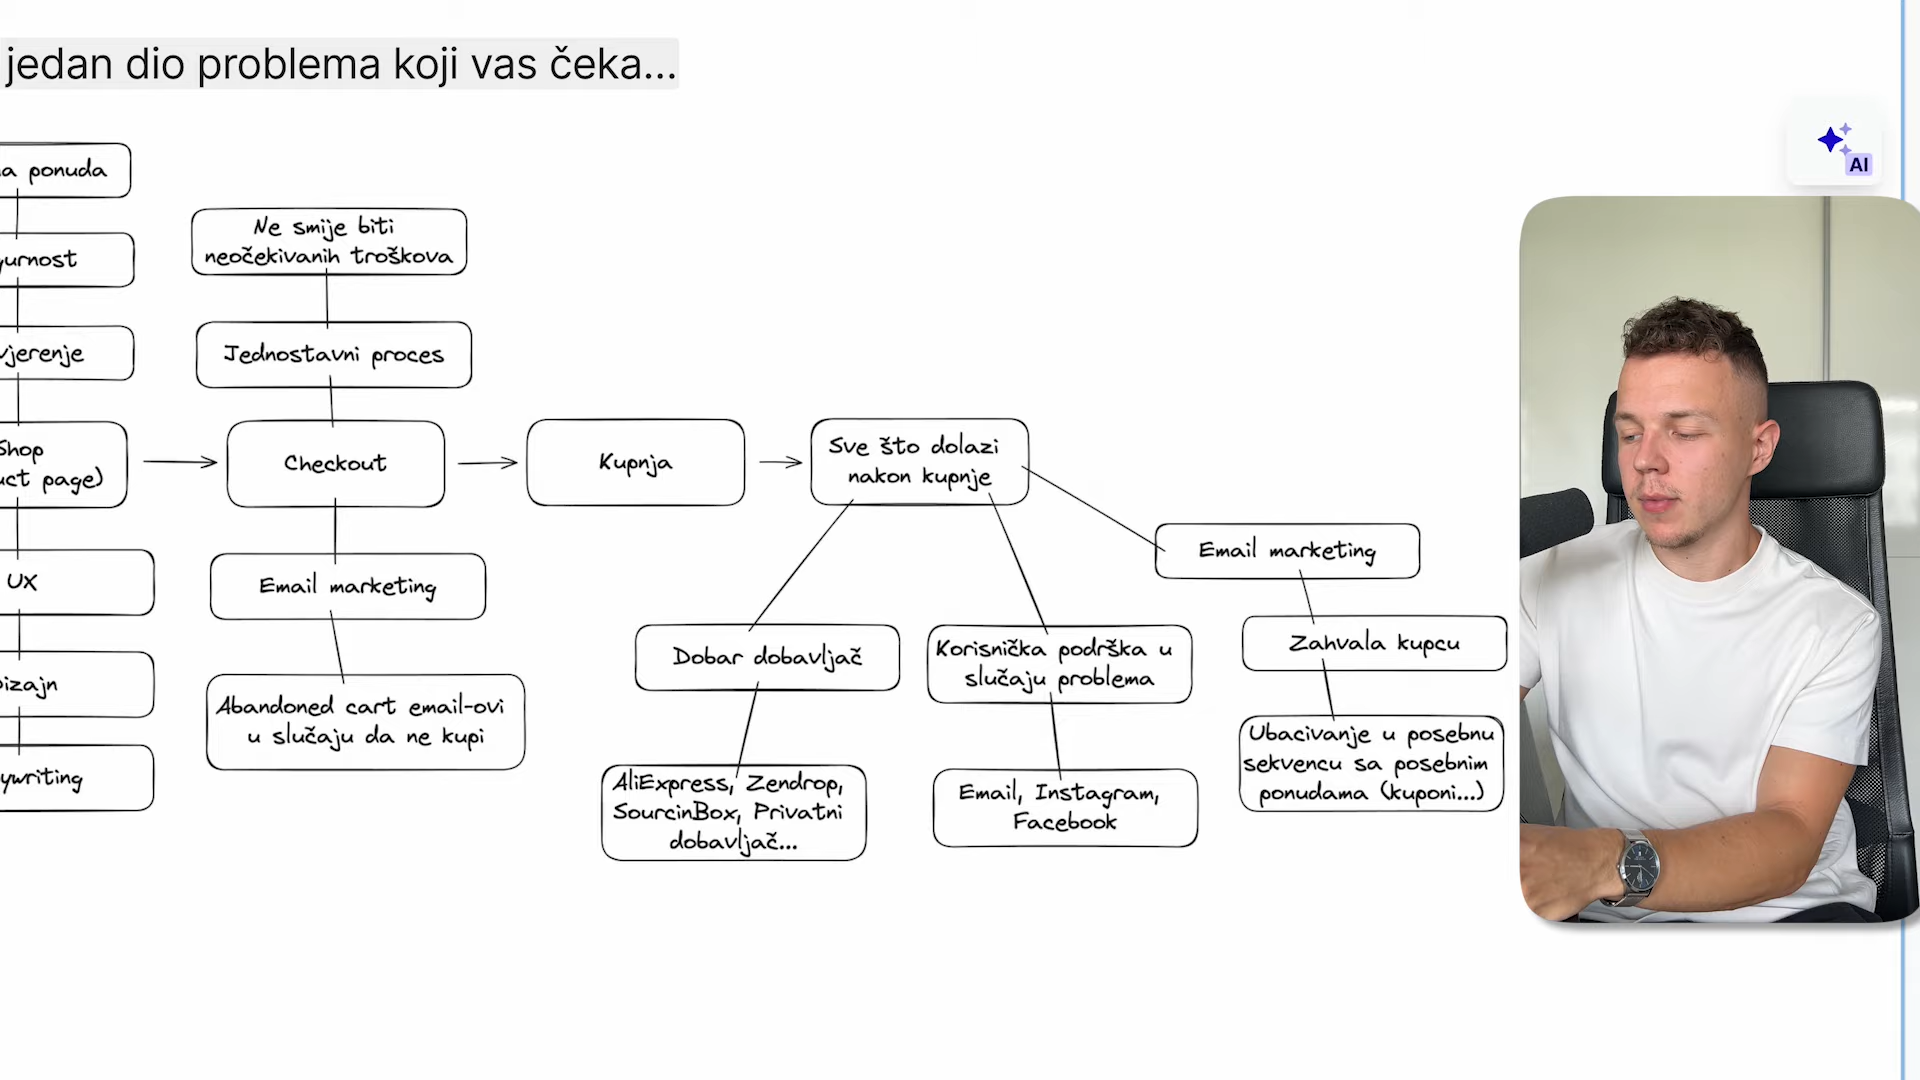 jedan dio problema koji vas čeka...
AI
ponuda
Ne smije biti
neočekivanih troškova
Jednostavni proces
Shop
page)
Checkout
Kupnja
Sve što dolazi
nakon kupnje
UX
Email marketing
Email marketing
Dobar dobavljač
Korisnička podrška u
slučaju problema
Zahvala kupcu
Abandoned cart email-ovi
u slučaju da ne kupi
Ubacivanje u posebnu
sekvencu sa posebnim
ponudama (kuponi...)
AliExpress, Zendrop,
SourcinBox, Privatni
dobavljač...
Email, Instagram,
Facebook